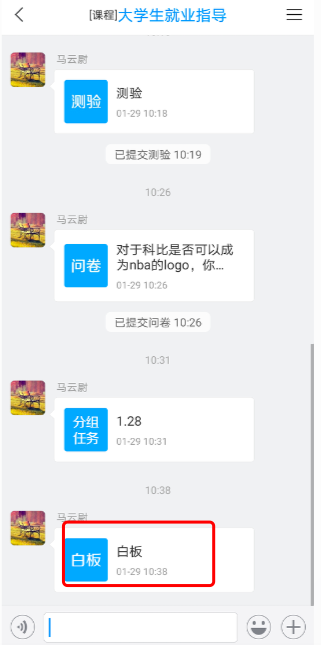 [课程]大学生就业指导
马云尉
测验
测验
01-29 10:18
已提交测验 10:19
10:26
马云尉
问卷
对于科比是否可以成
为nba的logo，你...
01-29 10:26
已提交问卷 10:26
10:31
马云尉
分组
任务
1.28
01-29 10:31
10:38
马云尉
白板
白板
01-29 10:38